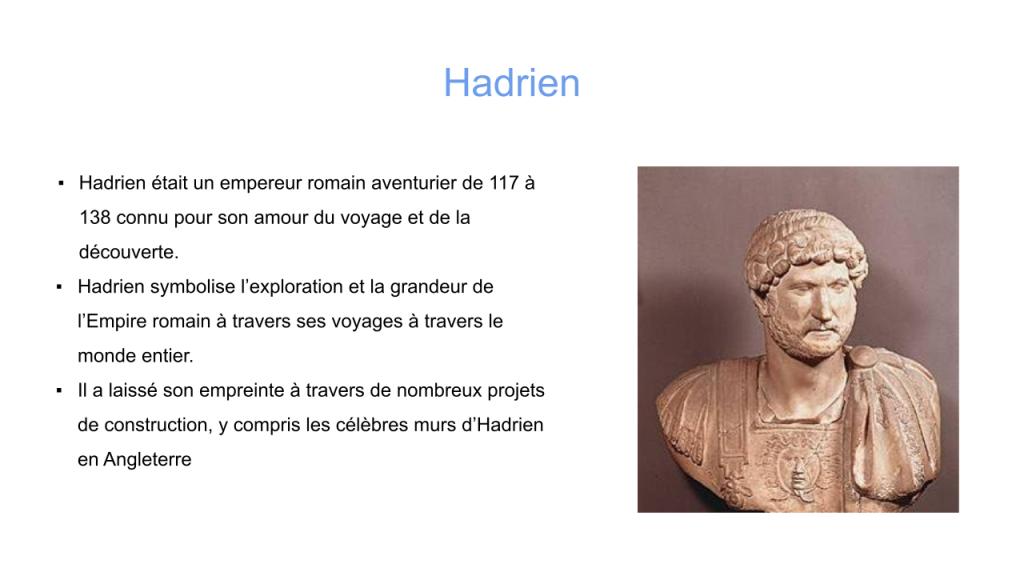 Hadrien
▪ Hadrien était un empereur romain aventurier de 117 à
138 connu pour son amour du voyage et de la
découverte.
▪ Hadrien symbolise l’exploration et la grandeur de
l’Empire romain à travers ses voyages à travers le
monde entier.
▪ Il a laissé son empreinte à travers de nombreux projets
de construction, y compris les célèbres murs d’Hadrien
en Angleterre